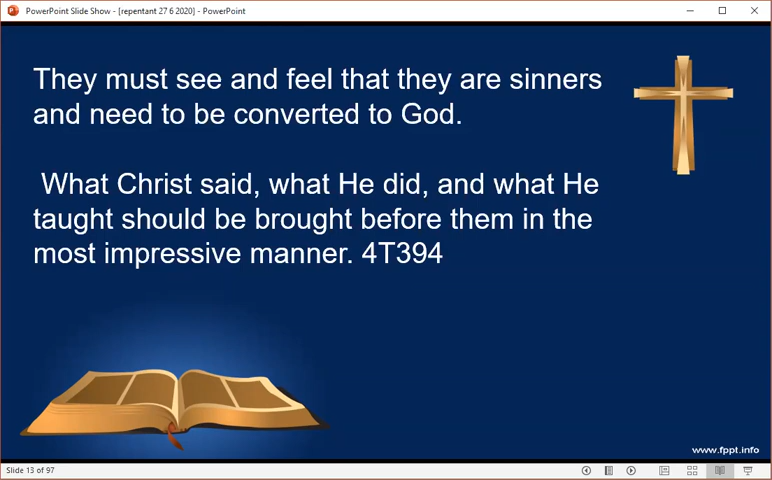 PowerPoint Slide Show - [repentant 27 6 2020] - PowerPoint
They must see and feel that they are sinners
and need to be converted to God.
What Christ said, what He did, and what He
taught should be brought before them in the
most impressive manner. 4T394
www.fppt.info
Slide 13 of 97